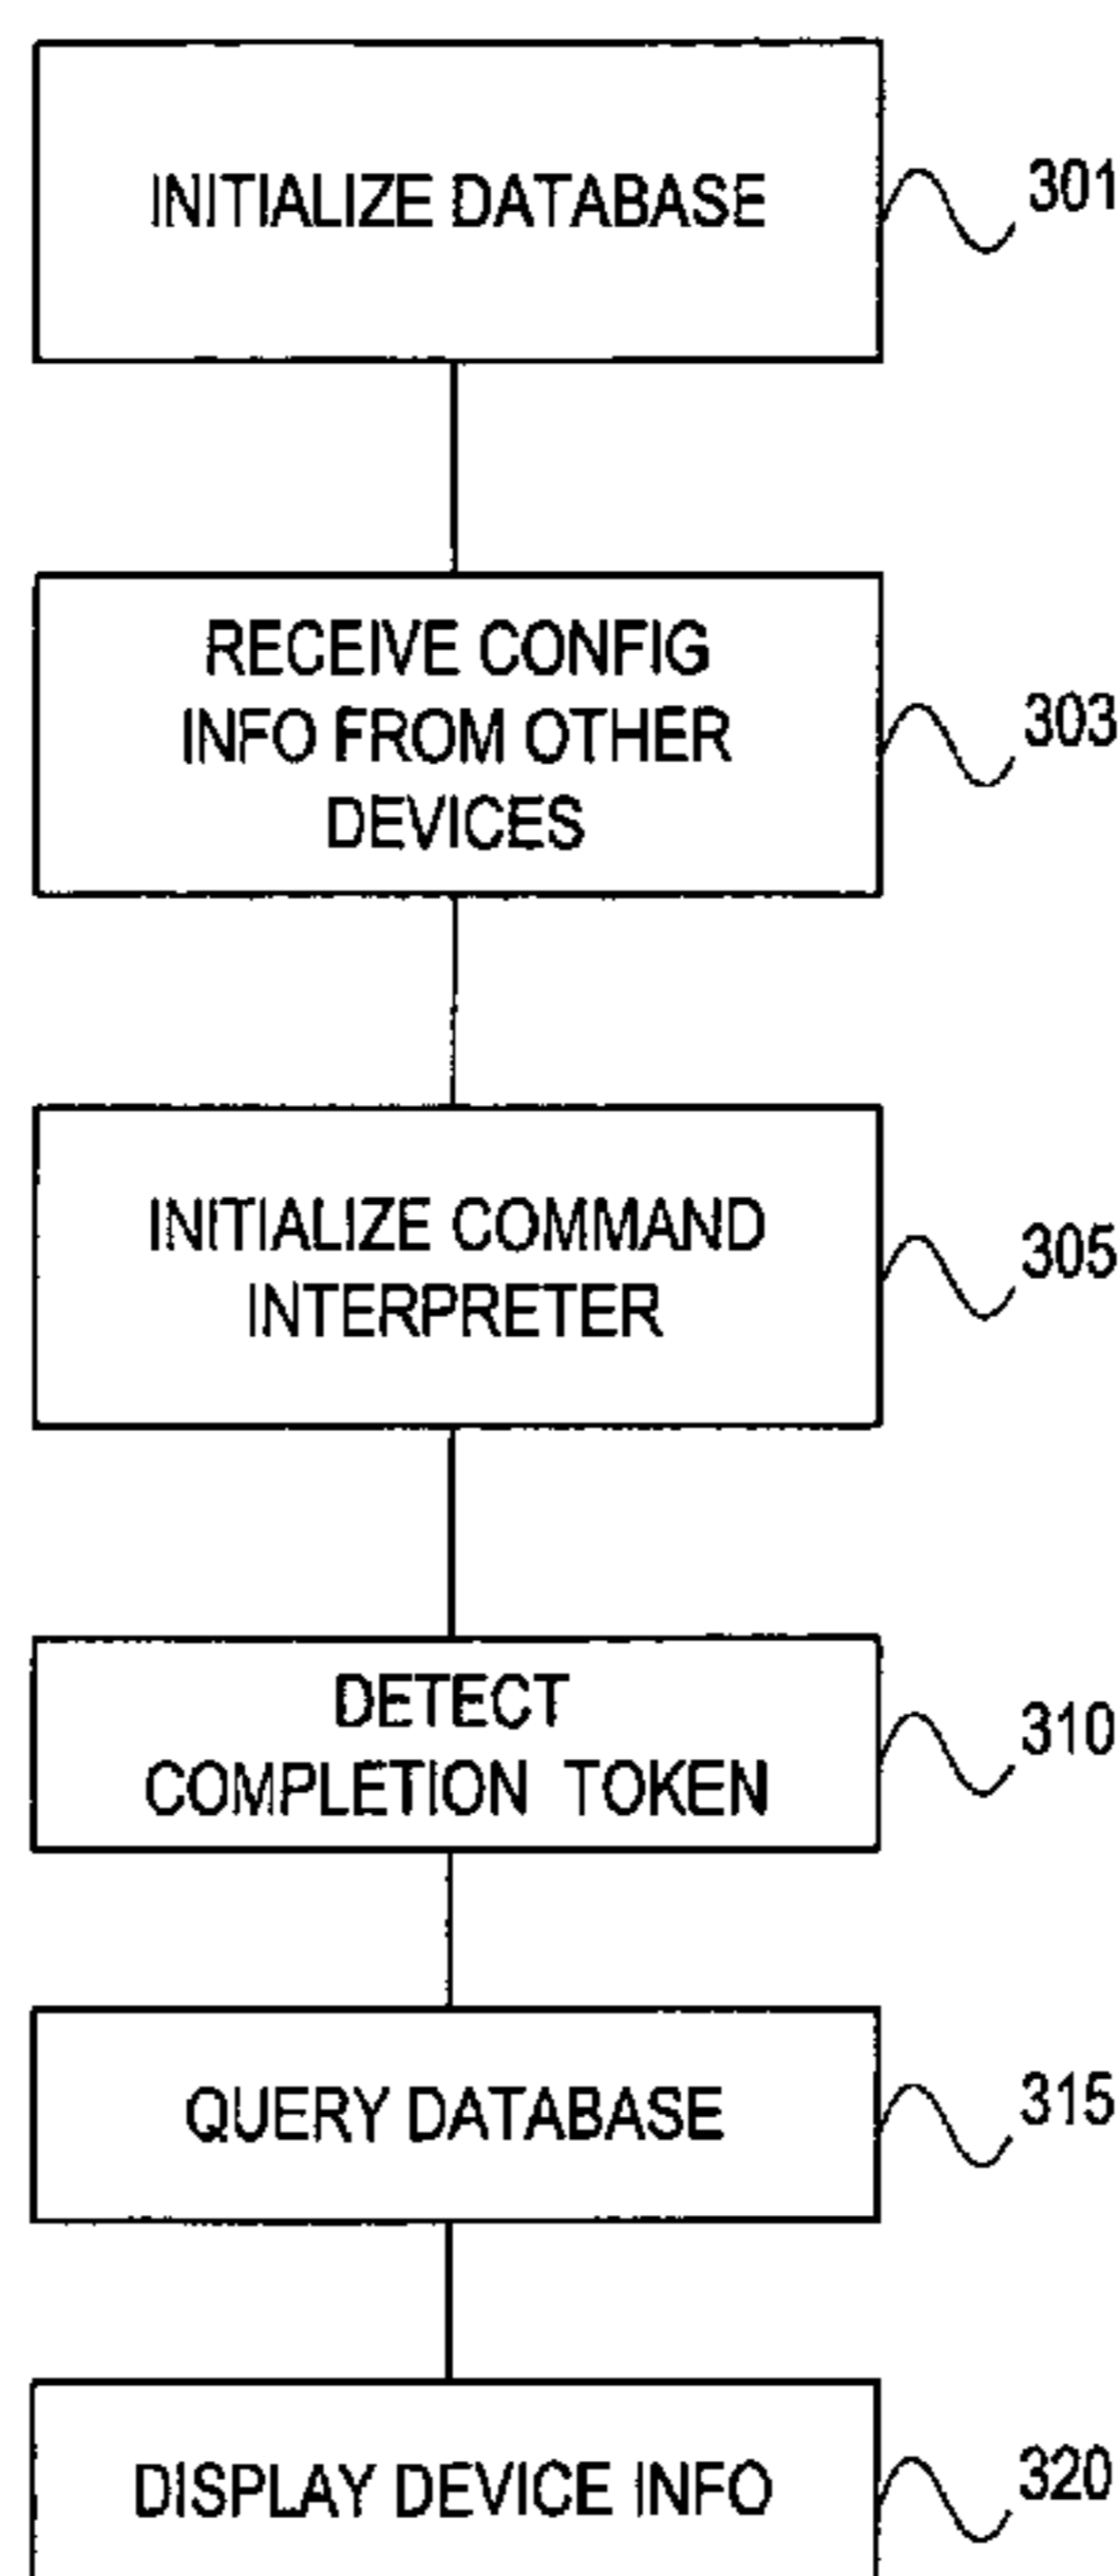 INITIALIZE DATABASE
301
RECEIVE CONFIG
INFO FROM OTHER
DEVICES
303
INITIALIZE COMMAND
INTERPRETER
305
DETECT
COMPLETION TOKEN
310
QUERY DATABASE
315
DISPLAY DEVICE INFO
320